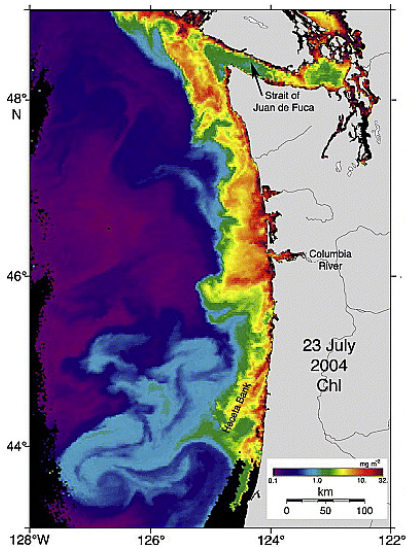 48°
N
Strait of
Juan de Fuca
Columbia
River
46°
23 July
2004
Chl
Heceta Bank
44°
mg m⁻³
0.1 1.0 10. 32.
km
0 50 100
128°W 126° 124° 122°